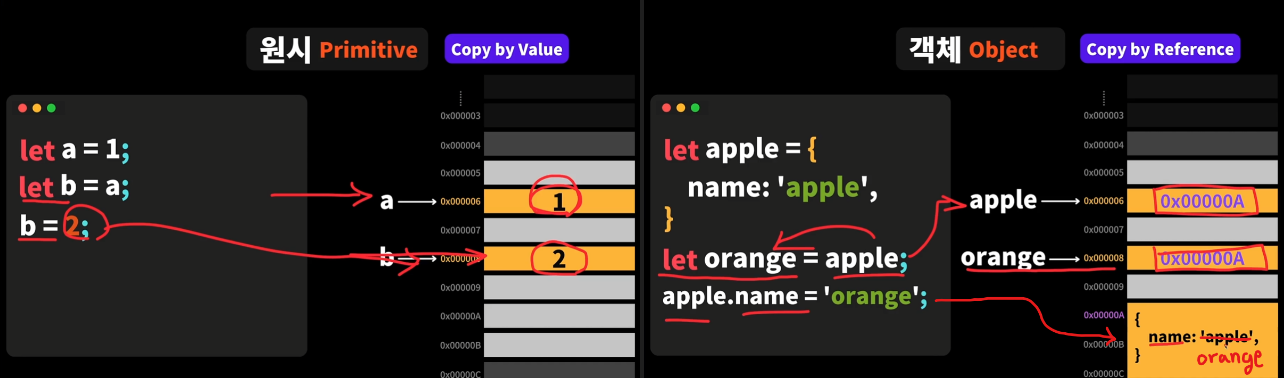 원시 Primitive
Copy by Value
let a = 1;
let b = a;
b = 2;
0x000003
0x000004
0x000005
a
0x000006
1
0x000007
b
2
0x000009
0x00000A
0x00000B
0x00000C
객체 Object
Copy by Reference
let apple = {
name: 'apple',
}
let orange = apple;
apple.name = 'orange';
0x000003
0x000004
0x000005
apple
0x000006
0x00000A
0x000007
orange
0x000008
0x00000A
0x000009
0x00000A
{
0x00000B
name: 'apple',
orange
}
0x00000C